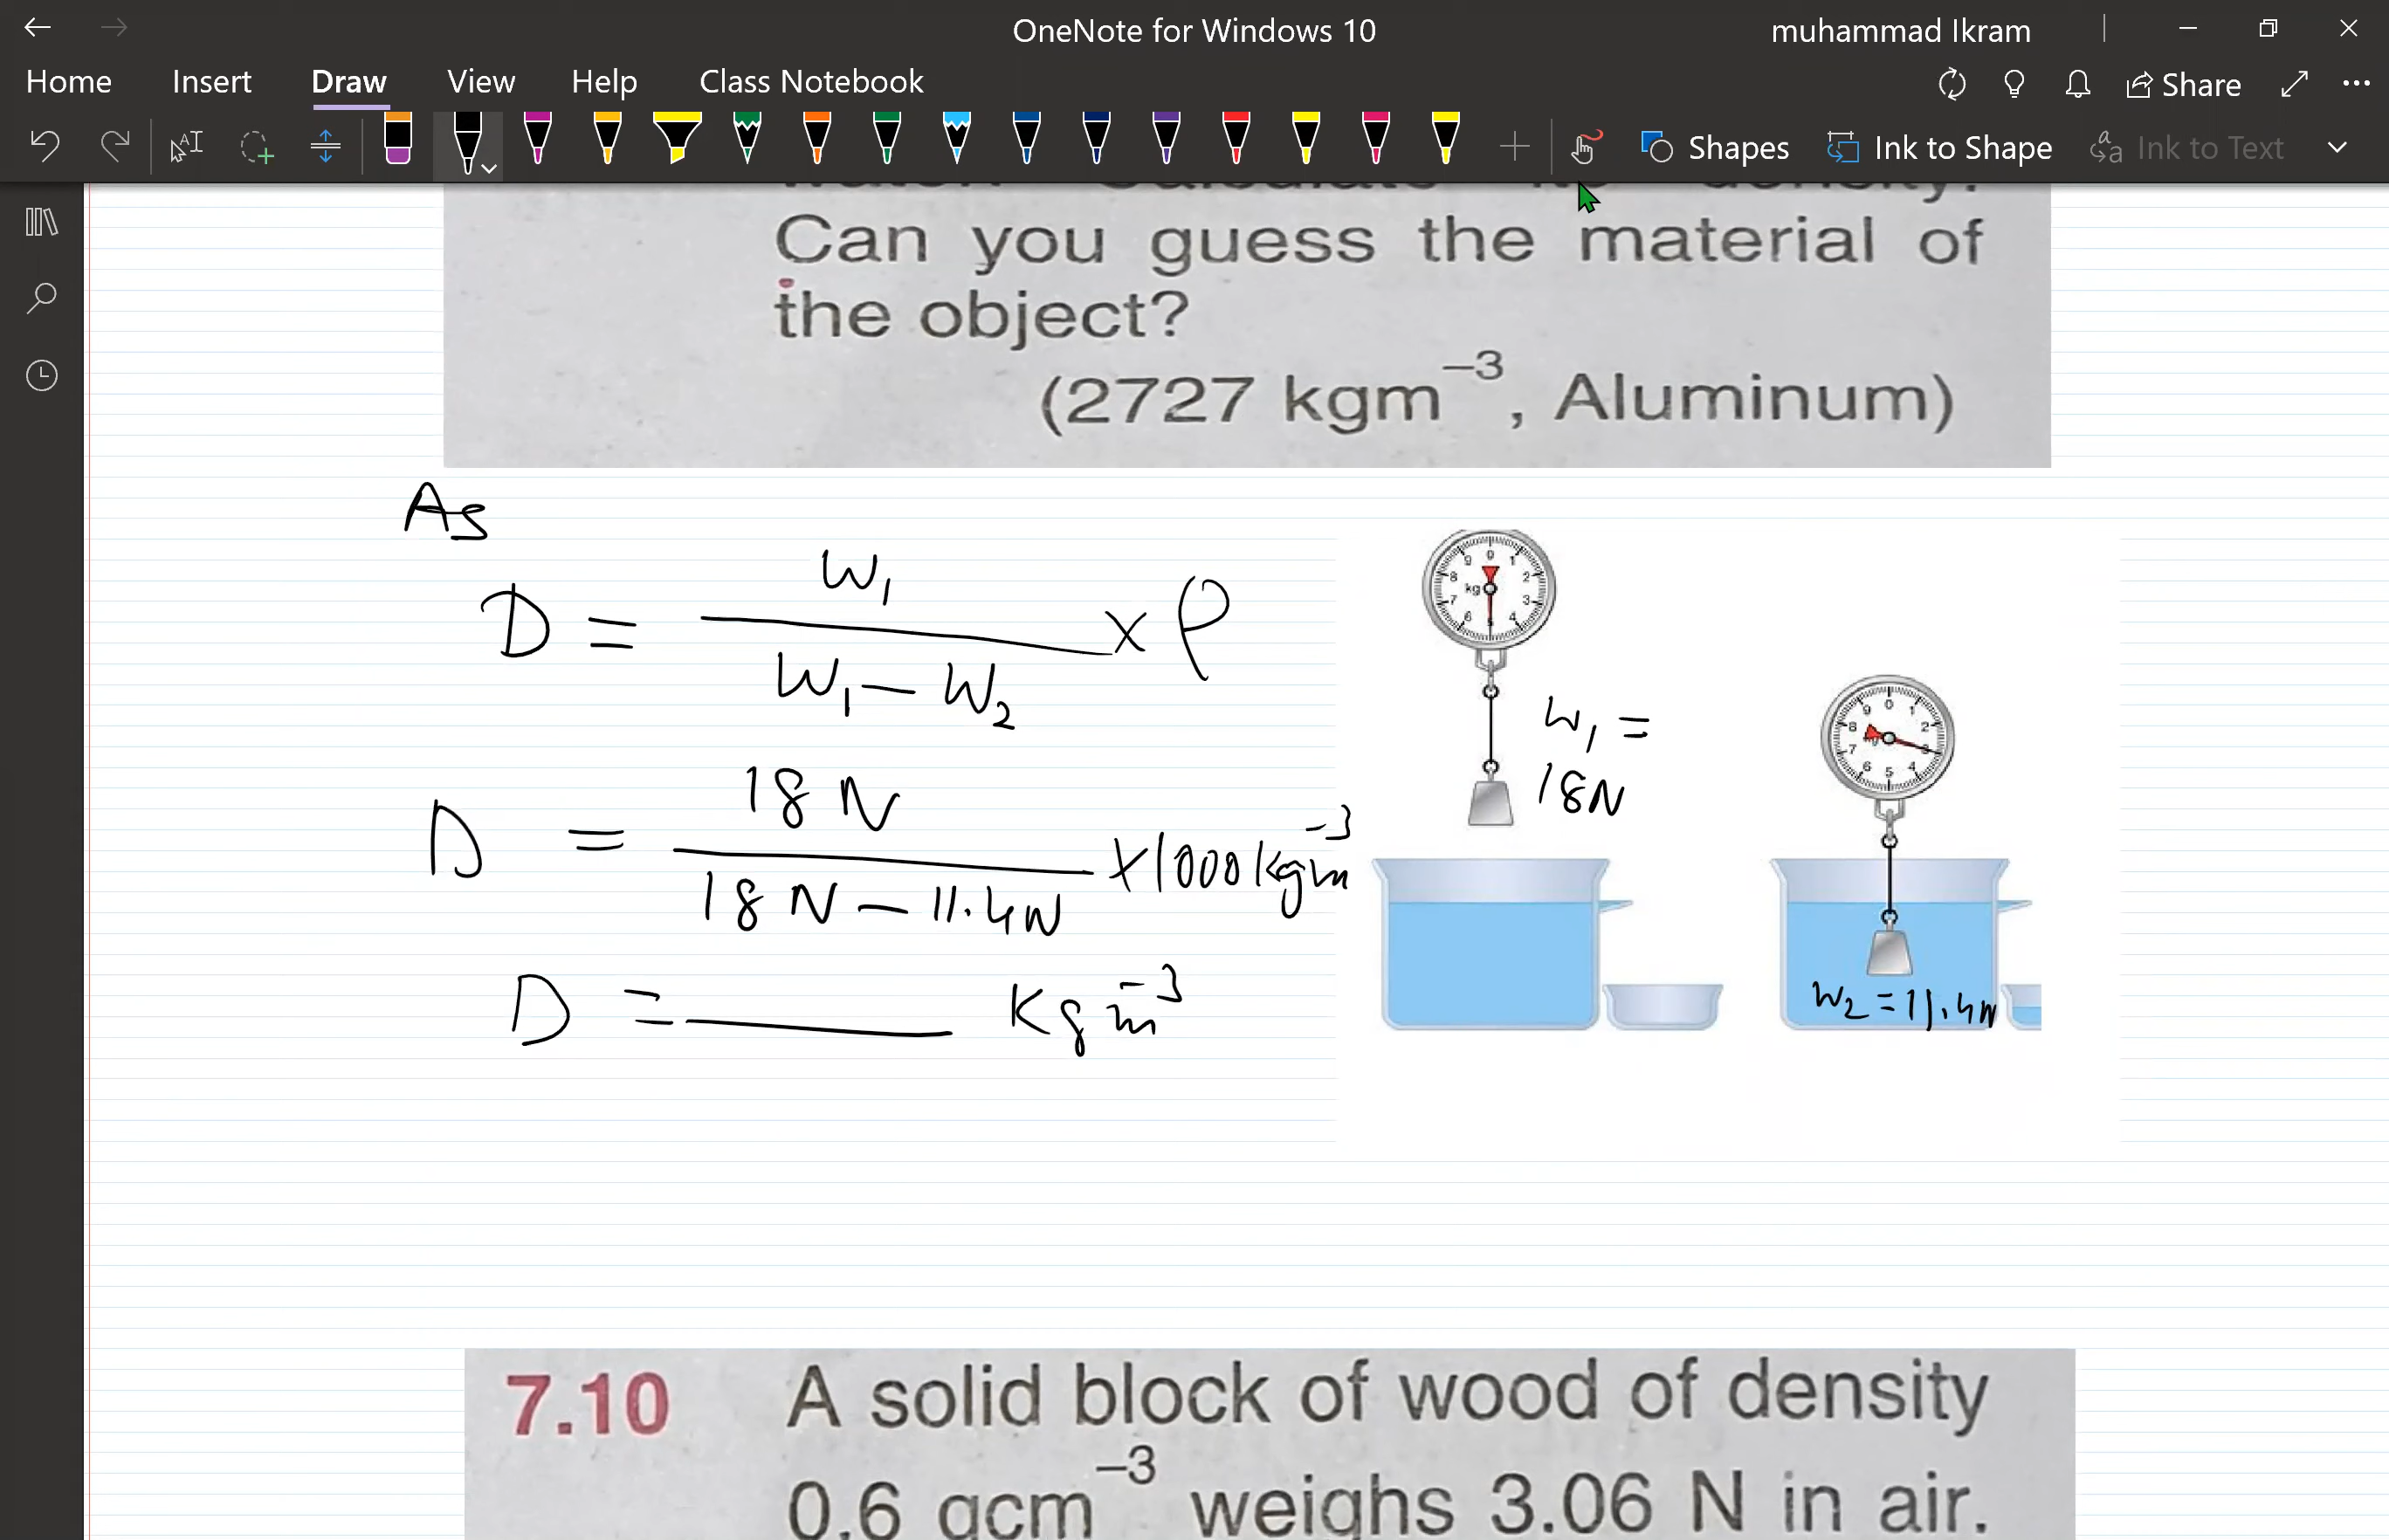 OneNote for Windows 10
muhammad Ikram
Home Insert Draw View Help Class Notebook
Share
Shapes Ink to Shape Ink to Text
Can you guess the material of
the object?
(2727 kgm⁻³, Aluminum)
As
D = W₁ / (W₁ – W₂) × ρ
D = 18 N / (18 N – 11.4 N) × 1000 kgm⁻³
D = ______ Kg m⁻³
W₁ =
18N
W₂ = 11.4N
7.10 A solid block of wood of density
0.6 gcm⁻³ weighs 3.06 N in air.